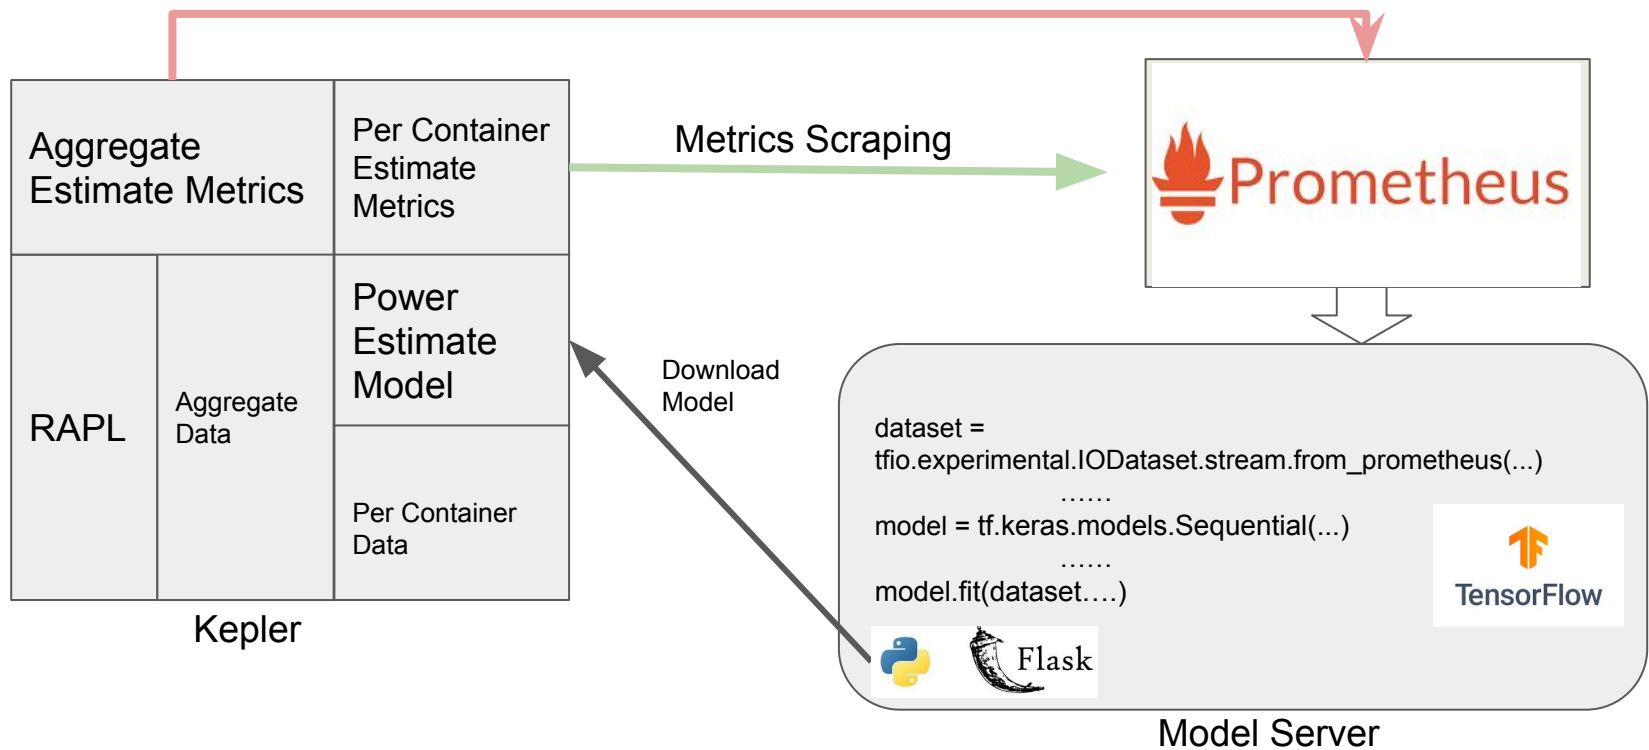 Aggregate
Estimate Metrics
Per Container
Estimate
Metrics
Metrics Scraping
Prometheus
RAPL
Aggregate
Data
Power
Estimate
Model
Per Container
Data
Kepler
Download
Model
dataset =
tfio.experimental.IODataset.stream.from_prometheus(...)
......
model = tf.keras.models.Sequential(...)
......
model.fit(dataset....)
TensorFlow
Flask
Model Server